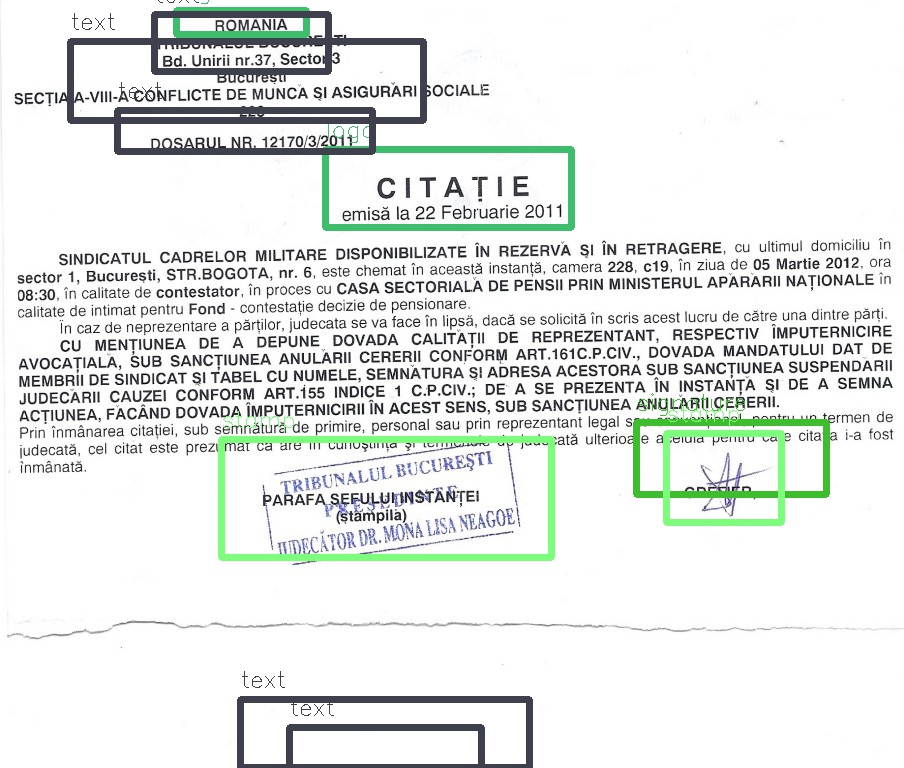 text
text
ROMANIA
TRIBUNALUL BUCUREȘTI
Bd. Unirii nr.37, Sector 3
București
text
SECȚIA A-VIII-A CONFLICTE DE MUNCĂ ȘI ASIGURĂRI SOCIALE
228
logo
DOSARUL NR. 12170/3/2011
CITAȚIE
emisă la 22 Februarie 2011
SINDICATUL CADRELOR MILITARE DISPONIBILIZATE ÎN REZERVĂ ȘI ÎN RETRAGERE, cu ultimul domiciliu în
sector 1, București, STR.BOGOTA, nr. 6, este chemat în această instanță, camera 228, c19, în ziua de 05 Martie 2012, ora
08:30, în calitate de contestator, în proces cu CASA SECTORIALĂ DE PENSII PRIN MINISTERUL APĂRĂRII NAȚIONALE în
calitate de intimat pentru Fond - contestație decizie de pensionare.
În caz de neprezentare a părților, judecata se va face în lipsă, dacă se solicită în scris acest lucru de către una dintre părți.
CU MENȚIUNEA DE A DEPUNE DOVADA CALITĂȚII DE REPREZENTANT, RESPECTIV ÎMPUTERNICIRE
AVOCAȚIALĂ, SUB SANCȚIUNEA ANULĂRII CERERII CONFORM ART.161C.P.CIV., DOVADA MANDATULUI DAT DE
MEMBRII DE SINDICAT ȘI TABEL CU NUMELE, SEMNATURA ȘI ADRESA ACESTORA SUB SANCȚIUNEA SUSPENDĂRII
JUDECĂRII CAUZEI CONFORM ART.155 INDICE 1 C.P.CIV.; DE A SE PREZENTA ÎN INSTANȚĂ ȘI DE A SEMNA
ACȚIUNEA, FĂCÂND DOVADA ÎMPUTERNICIRII ÎN ACEST SENS, SUB SANCȚIUNEA ANULĂRII CERERII.
stamp
Prin înmânarea citației, sub semnătura de primire, personal sau prin reprezentant legal sau pentru un termen de
judecată, cel citat este prezumat că are în cunoștință și termenele de judecată ulterioare aceluia pentru care citația i-a fost
înmânată.
TRIBUNALUL BUCUREȘTI
PREȘEDINTE
JUDECĂTOR DR. MONA LISA NEAGOE
PARAFA ȘEFULUI INSTANȚEI
(ștampila)
GREFIER,
text
text